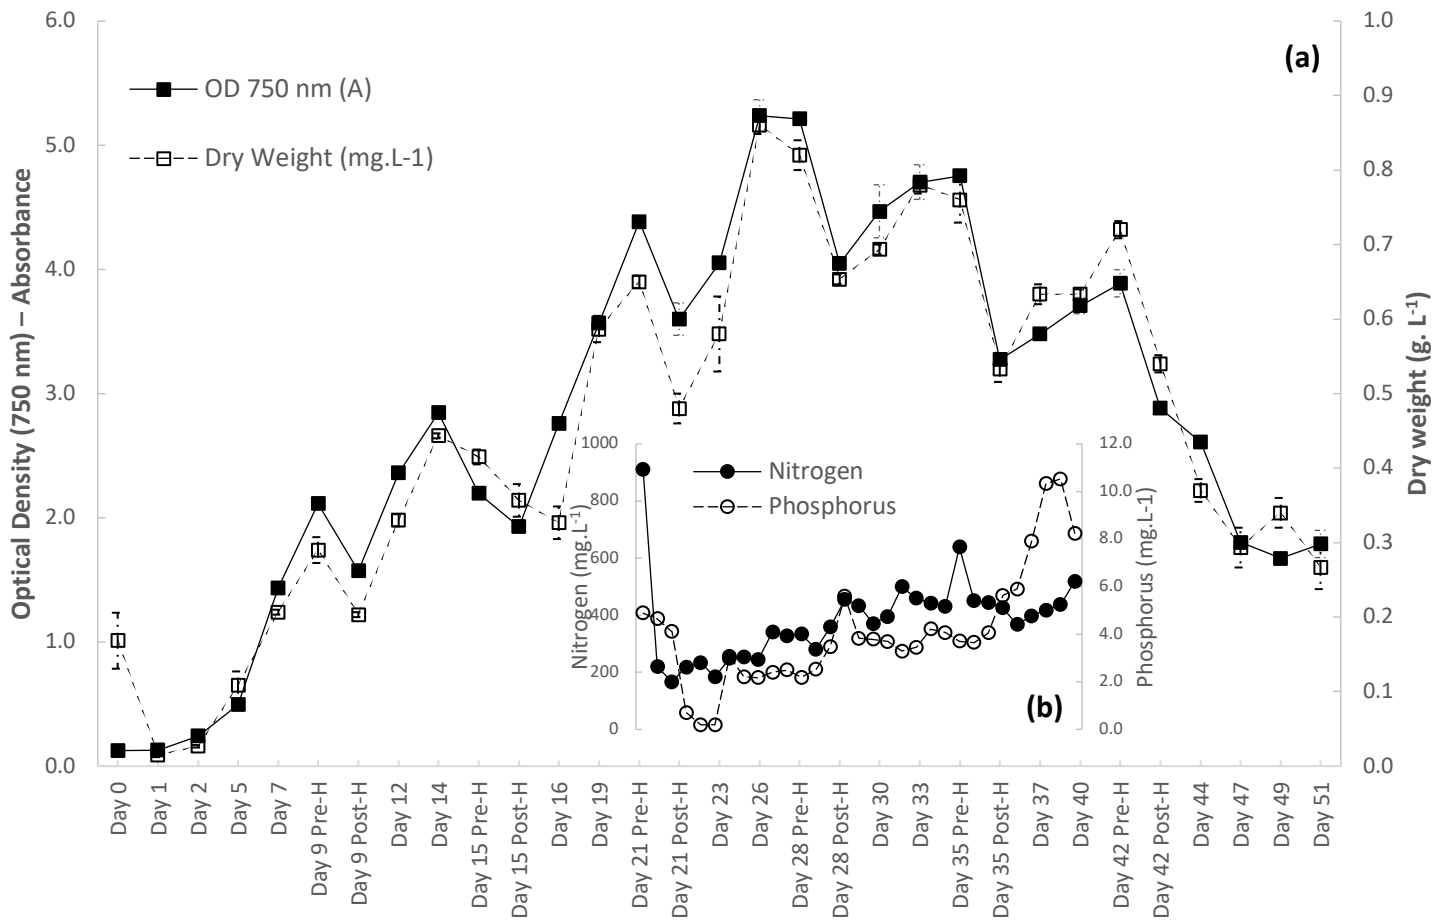 6.0
5.0
4.0
3.0
2.0
1.0
0.0
Optical Density (750 nm) – Absorbance
OD 750 nm (A)
Dry Weight (mg.L-1)
(a)
1.0
0.9
0.8
0.7
0.6
0.5
0.4
0.3
0.2
0.1
0.0
Dry weight (g. L-1)
1000
800
600
400
200
0
Nitrogen (mg.L-1)
Nitrogen
Phosphorus
12.0
10.0
8.0
6.0
4.0
2.0
0.0
Phosphorus (mg.L-1)
(b)
Day 0
Day 1
Day 2
Day 5
Day 7
Day 9 Pre-H
Day 9 Post-H
Day 12
Day 14
Day 15 Pre-H
Day 15 Post-H
Day 16
Day 19
Day 21 Pre-H
Day 21 Post-H
Day 23
Day 26
Day 28 Pre-H
Day 28 Post-H
Day 30
Day 33
Day 35 Pre-H
Day 35 Post-H
Day 37
Day 40
Day 42 Pre-H
Day 42 Post-H
Day 44
Day 47
Day 49
Day 51